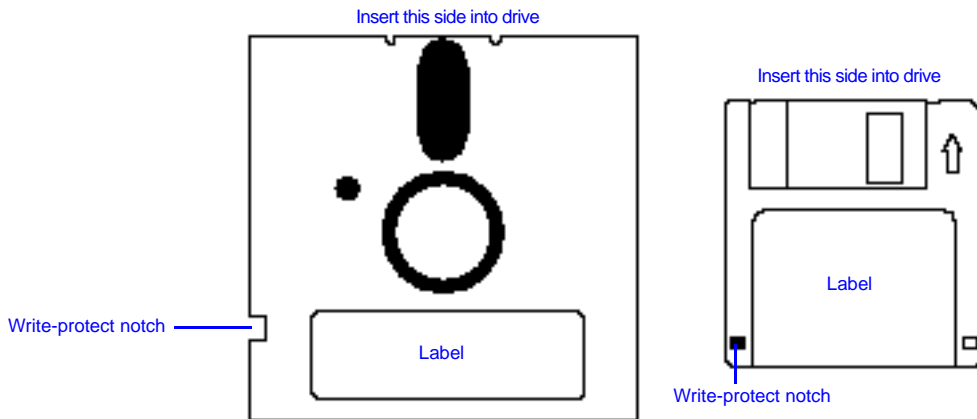 Insert this side into drive
Write-protect notch
Label
Insert this side into drive
Label
Write-protect notch